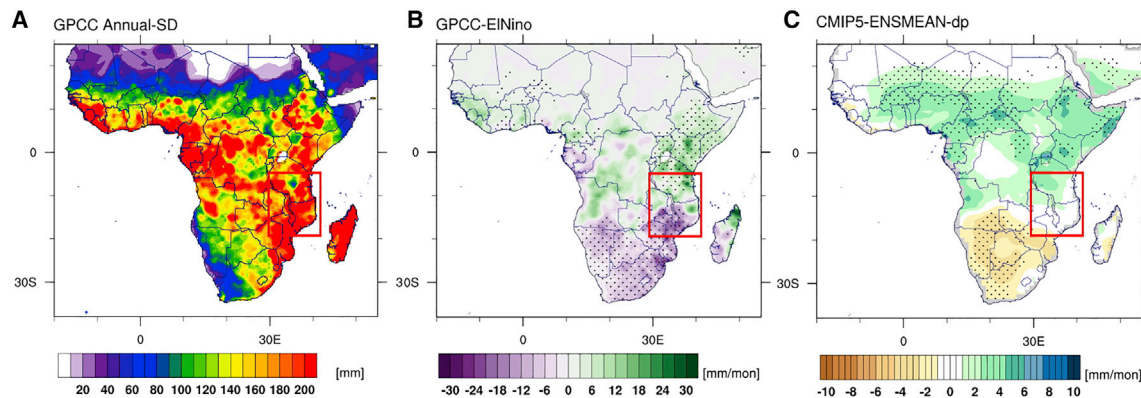 A GPCC Annual-SD
0
30S
0 30E
[mm]
20 40 60 80 100 120 140 160 180 200
B GPCC-ElNino
0
30S
0 30E
[mm/mon]
-30 -24 -18 -12 -6 0 6 12 18 24 30
C CMIP5-ENSMEAN-dp
0
30S
0 30E
[mm/mon]
-10 -8 -6 -4 -2 0 2 4 6 8 10